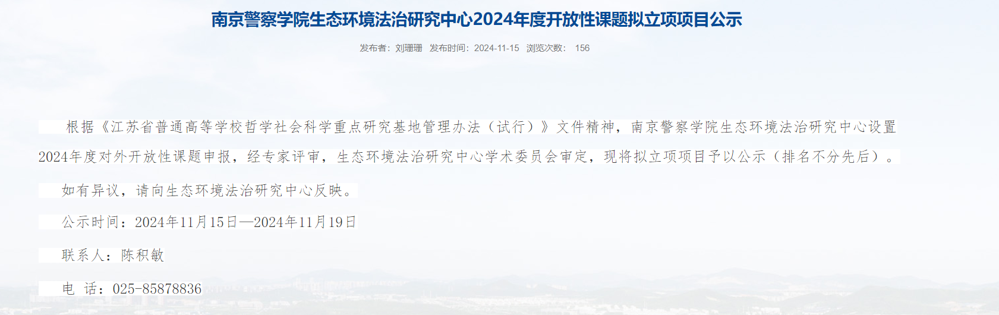 南京警察学院生态环境法治研究中心2024年度开放性课题拟立项项目公示
发布者：刘珊珊 发布时间：2024-11-15 浏览次数： 156
根据《江苏省普通高等学校哲学社会科学重点研究基地管理办法（试行）》文件精神，南京警察学院生态环境法治研究中心设置
2024年度对外开放性课题申报，经专家评审，生态环境法治研究中心学术委员会审定，现将拟立项项目予以公示（排名不分先后）。
如有异议，请向生态环境法治研究中心反映。
公示时间：2024年11月15日—2024年11月19日
联系人：陈积敏
电 话：025-85878836